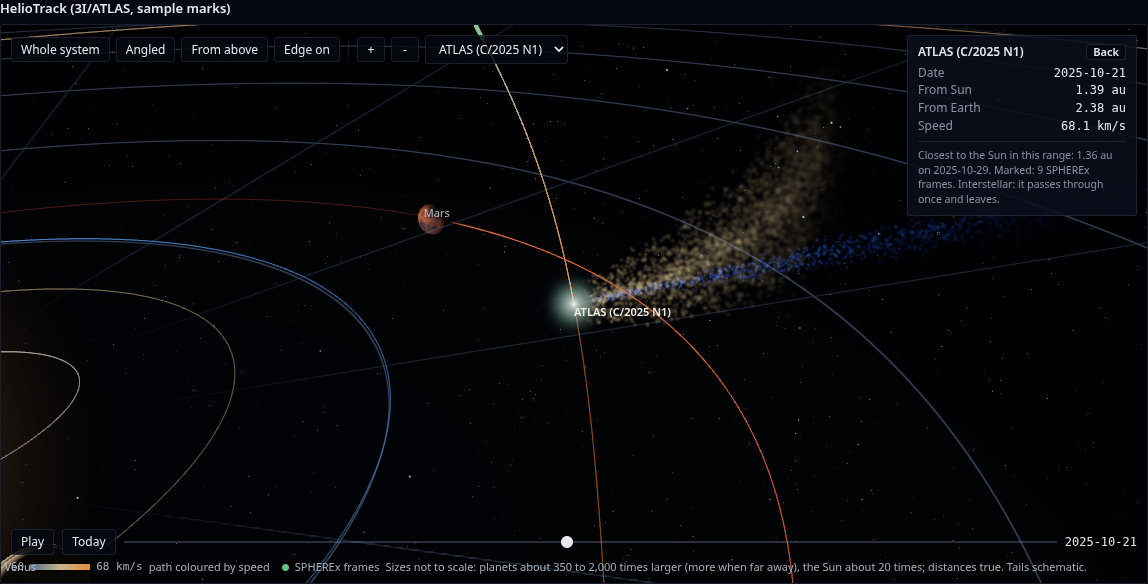 HelioTrack (3I/ATLAS, sample marks)
Whole system Angled From above Edge on + - ATLAS (C/2025 N1)
ATLAS (C/2025 N1) Back
Date 2025-10-21
From Sun 1.39 au
From Earth 2.38 au
Speed 68.1 km/s
Closest to the Sun in this range: 1.36 au
on 2025-10-29. Marked: 9 SPHEREx
frames. Interstellar: it passes through
once and leaves.
Mars
ATLAS (C/2025 N1)
Play Today 2025-10-21
Venus 68 km/s path coloured by speed SPHEREx frames Sizes not to scale: planets about 350 to 2,000 times larger (more when far away), the Sun about 20 times; distances true. Tails schematic.